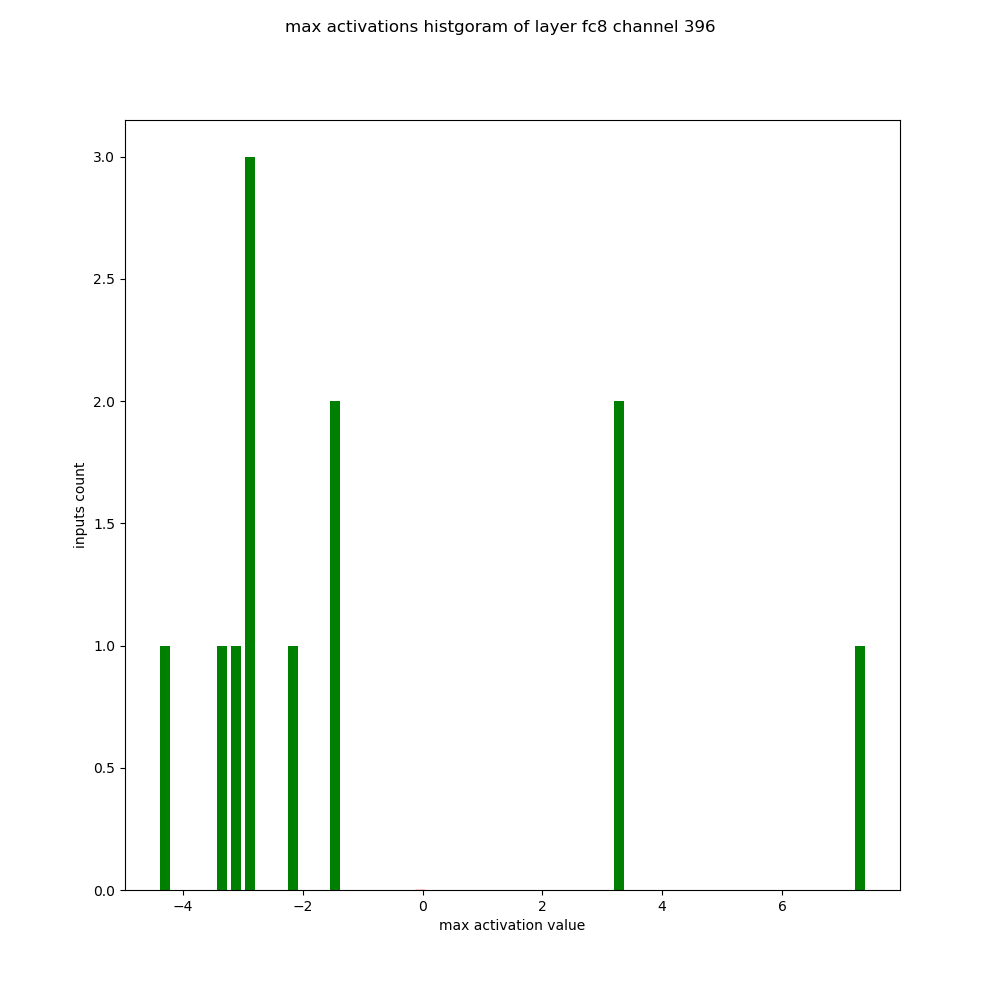 max activations histgoram of layer fc8 channel 396
3.0
2.5
2.0
1.5
1.0
0.5
0.0
inputs count
−4 −2 0 2 4 6
max activation value